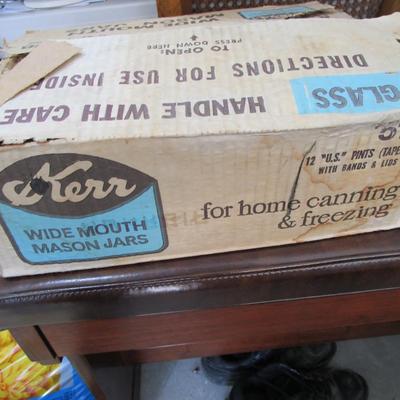 TO OPEN:
PRESS DOWN HERE
DIRECTIONS FOR USE INSIDE
HANDLE WITH CARE
GLASS
Kerr
WIDE MOUTH
MASON JARS
12 "U.S." PINTS (TAPE
WITH BANDS & LIDS
for home canning
& freezing